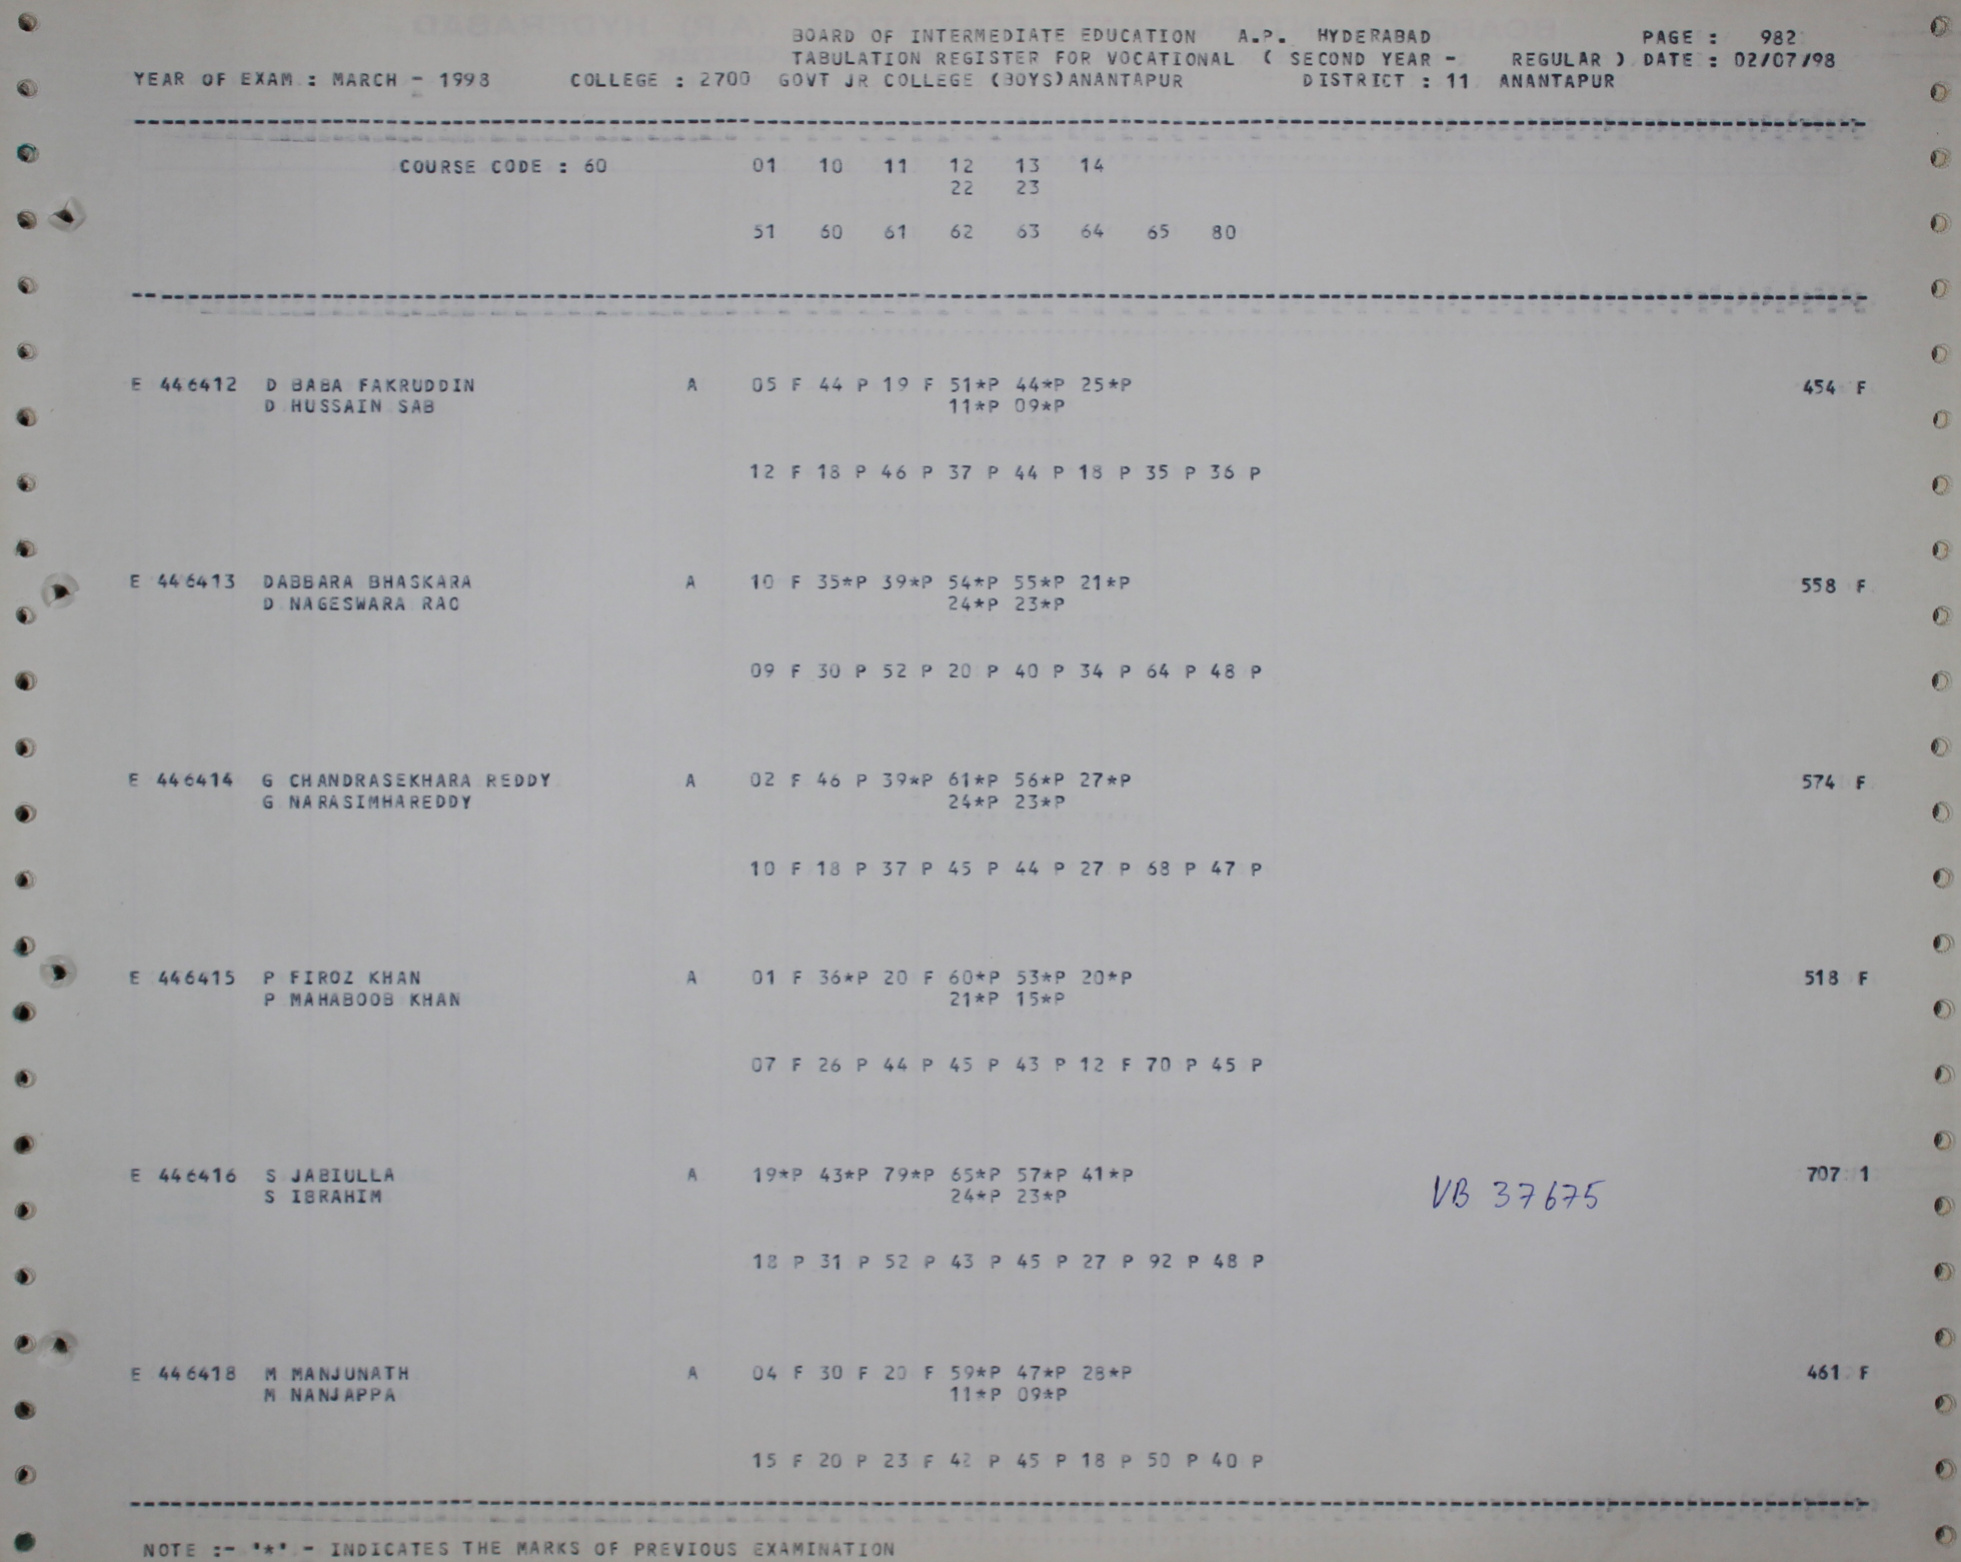 BOARD OF INTERMEDIATE EDUCATION A.P. HYDERABAD PAGE : 982
TABULATION REGISTER FOR VOCATIONAL ( SECOND YEAR - REGULAR ) DATE : 02/07/98
YEAR OF EXAM : MARCH - 1998 COLLEGE : 2700 GOVT JR COLLEGE (BOYS)ANANTAPUR DISTRICT : 11 ANANTAPUR
COURSE CODE : 60 01 10 11 12 13 14
22 23
51 60 61 62 63 64 65 80
E 446412 D BABA FAKRUDDIN A 05 F 44 P 19 F 51*P 44*P 25*P 454 F
D HUSSAIN SAB 11*P 09*P
12 F 18 P 46 P 37 P 44 P 18 P 35 P 36 P
E 446413 DABBARA BHASKARA A 10 F 35*P 39*P 54*P 55*P 21*P 558 F
D NAGESWARA RAO 24*P 23*P
09 F 30 P 52 P 20 P 40 P 34 P 64 P 48 P
E 446414 G CHANDRASEKHARA REDDY A 02 F 46 P 39*P 61*P 56*P 27*P 574 F
G NARASIMHAREDDY 24*P 23*P
10 F 18 P 37 P 45 P 44 P 27 P 68 P 47 P
E 446415 P FIROZ KHAN A 01 F 36*P 20 F 60*P 53*P 20*P 518 F
P MAHABOOB KHAN 21*P 15*P
07 F 26 P 44 P 45 P 43 P 12 F 70 P 45 P
E 446416 S JABIULLA A 19*P 43*P 79*P 65*P 57*P 41*P 707 1
S IBRAHIM 24*P 23*P VB 37675
18 P 31 P 52 P 43 P 45 P 27 P 92 P 48 P
E 446418 M MANJUNATH A 04 F 30 F 20 F 59*P 47*P 28*P 461 F
M NANJAPPA 11*P 09*P
15 F 20 P 23 F 42 P 45 P 18 P 50 P 40 P
NOTE :- '*' - INDICATES THE MARKS OF PREVIOUS EXAMINATION